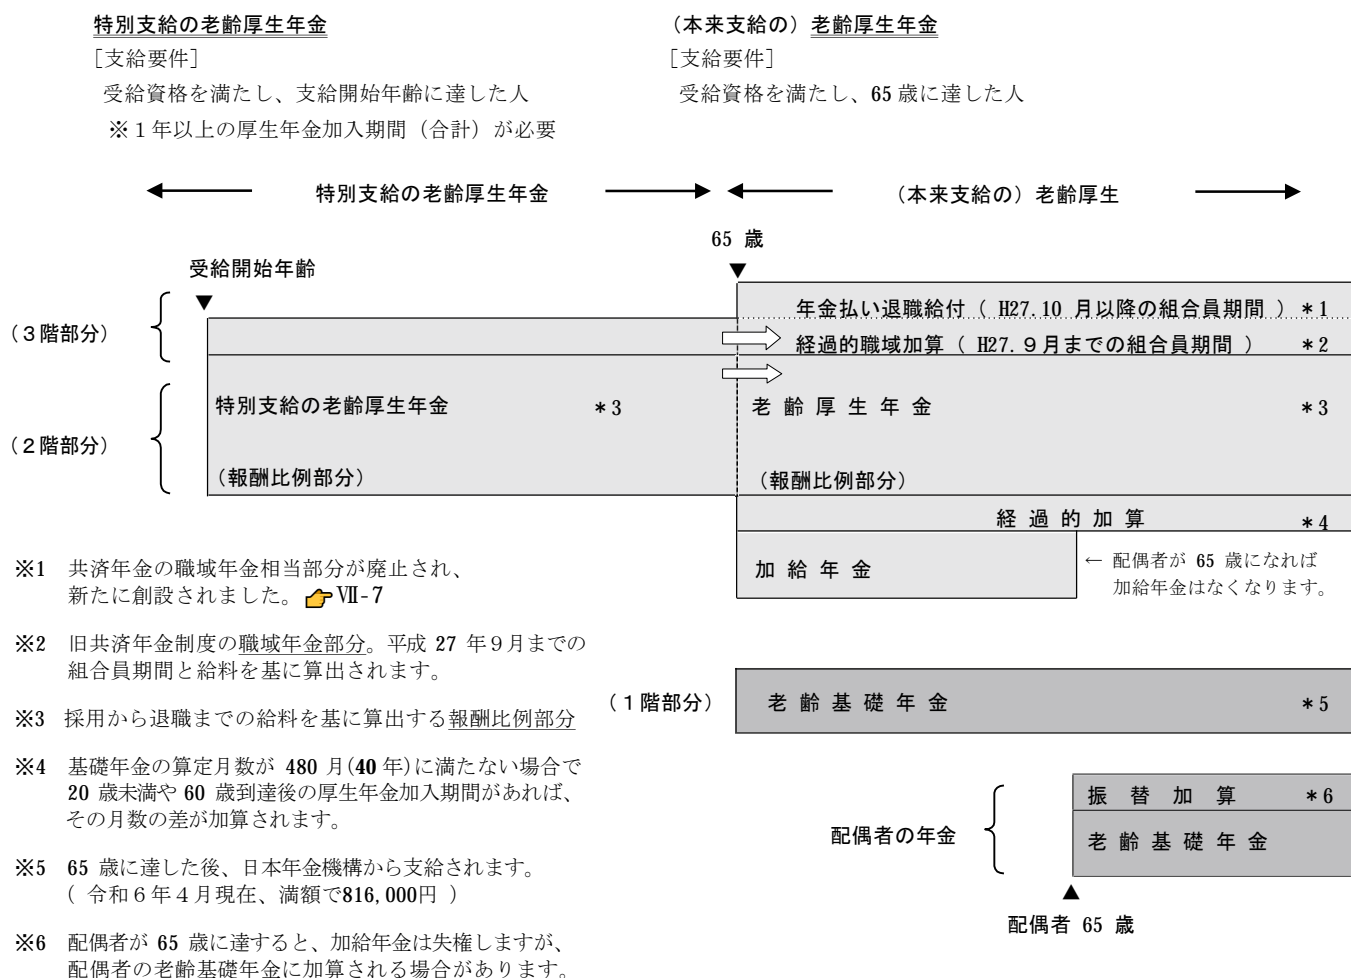 特別支給の老齢厚生年金
［支給要件］
受給資格を満たし、支給開始年齢に達した人
※１年以上の厚生年金加入期間（合計）が必要
（本来支給の）老齢厚生年金
［支給要件］
受給資格を満たし、65 歳に達した人
特別支給の老齢厚生年金
（本来支給の）老齢厚生
65 歳
受給開始年齢
（３階部分）
年金払い退職給付（ H27.10 月以降の組合員期間 ）＊1
経過的職域加算（ H27.９月までの組合員期間 ） ＊2
（２階部分）
特別支給の老齢厚生年金 ＊3
（報酬比例部分）
老齢厚生年金 ＊3
（報酬比例部分）
経過的加算 ＊4
加給年金
← 配偶者が 65 歳になれば
加給年金はなくなります。
（１階部分）
老齢基礎年金 ＊5
配偶者の年金
振替加算 ＊6
老齢基礎年金
配偶者 65 歳
※1 共済年金の職域年金相当部分が廃止され、
新たに創設されました。👉Ⅶ-7
※2 旧共済年金制度の職域年金部分。平成 27 年９月までの
組合員期間と給料を基に算出されます。
※3 採用から退職までの給料を基に算出する報酬比例部分
※4 基礎年金の算定月数が 480 月(40 年)に満たない場合で
20 歳未満や 60 歳到達後の厚生年金加入期間があれば、
その月数の差が加算されます。
※5 65 歳に達した後、日本年金機構から支給されます。
（ 令和６年４月現在、満額で816,000円 ）
※6 配偶者が 65 歳に達すると、加給年金は失権しますが、
配偶者の老齢基礎年金に加算される場合があります。